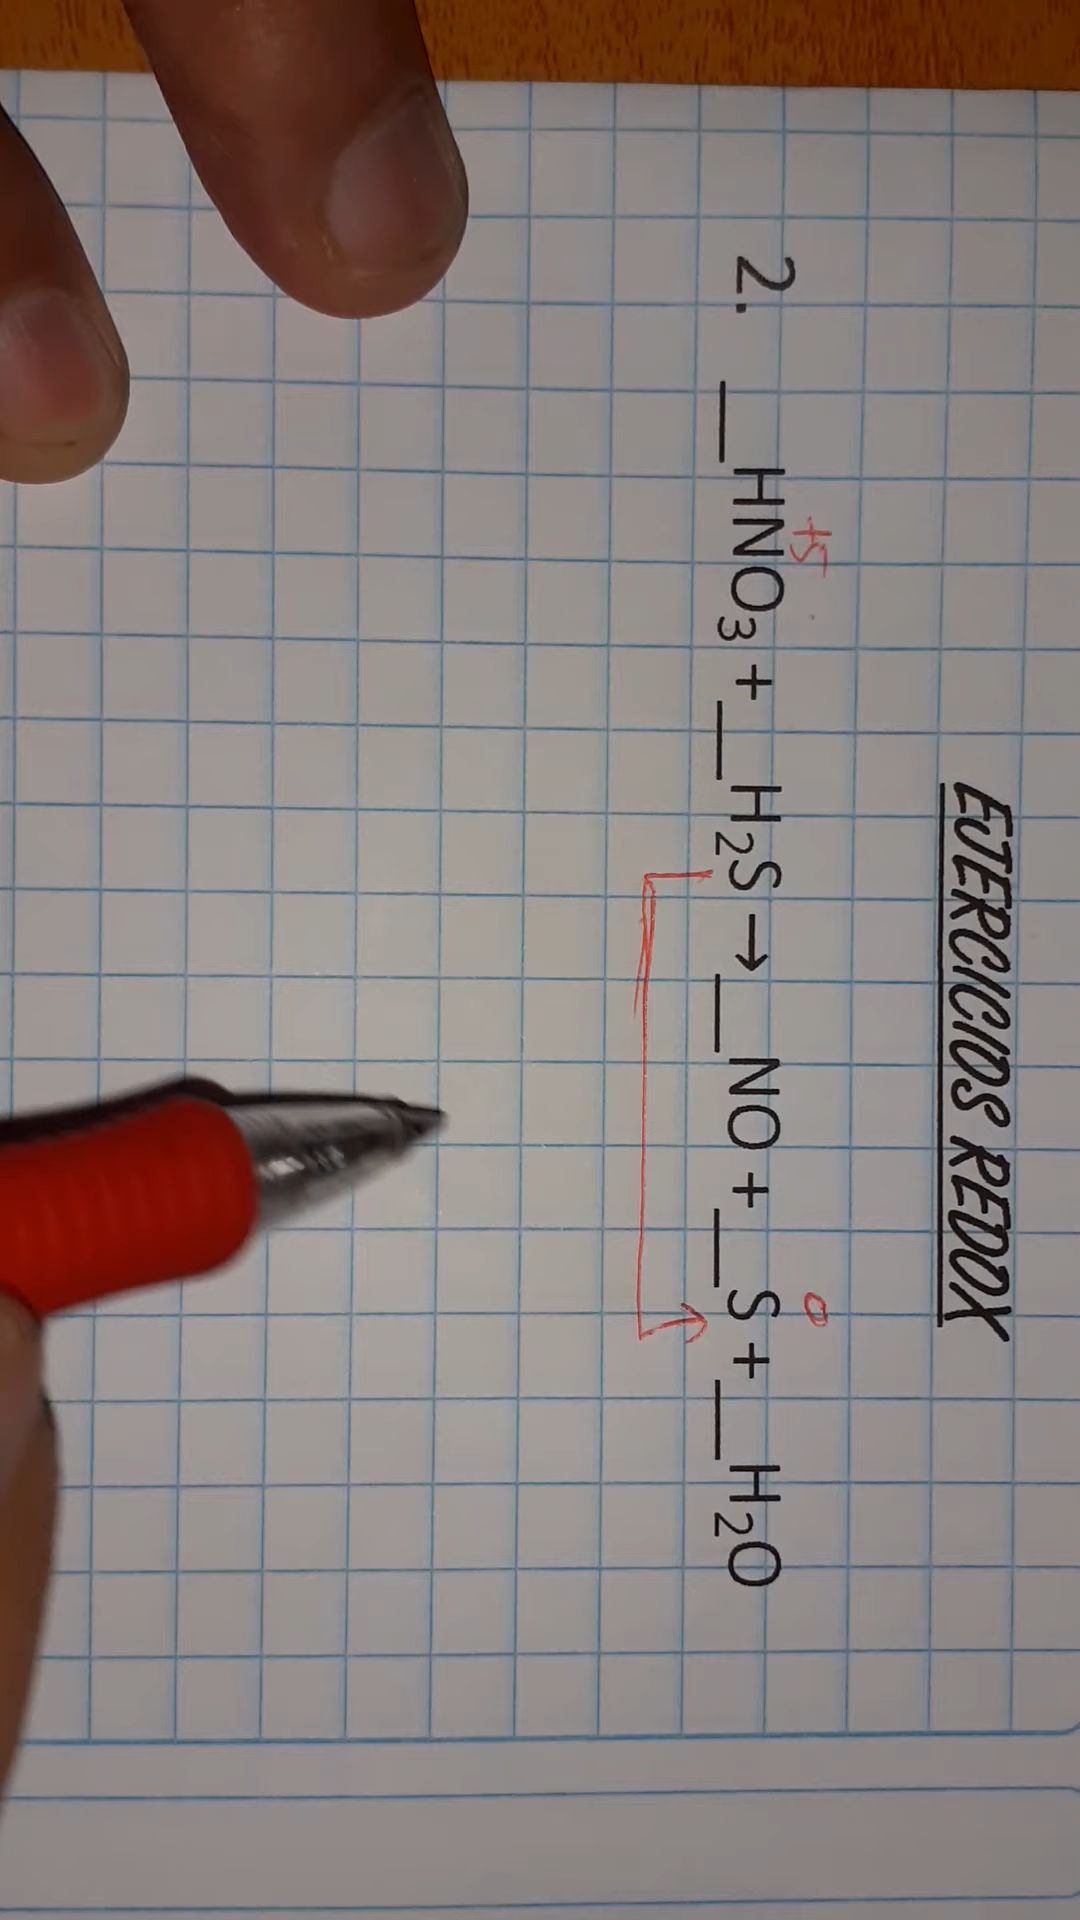 EJERCICIOS REDOX
+5 0
2. __HNO₃ + __H₂S → __NO + __S + __H₂O